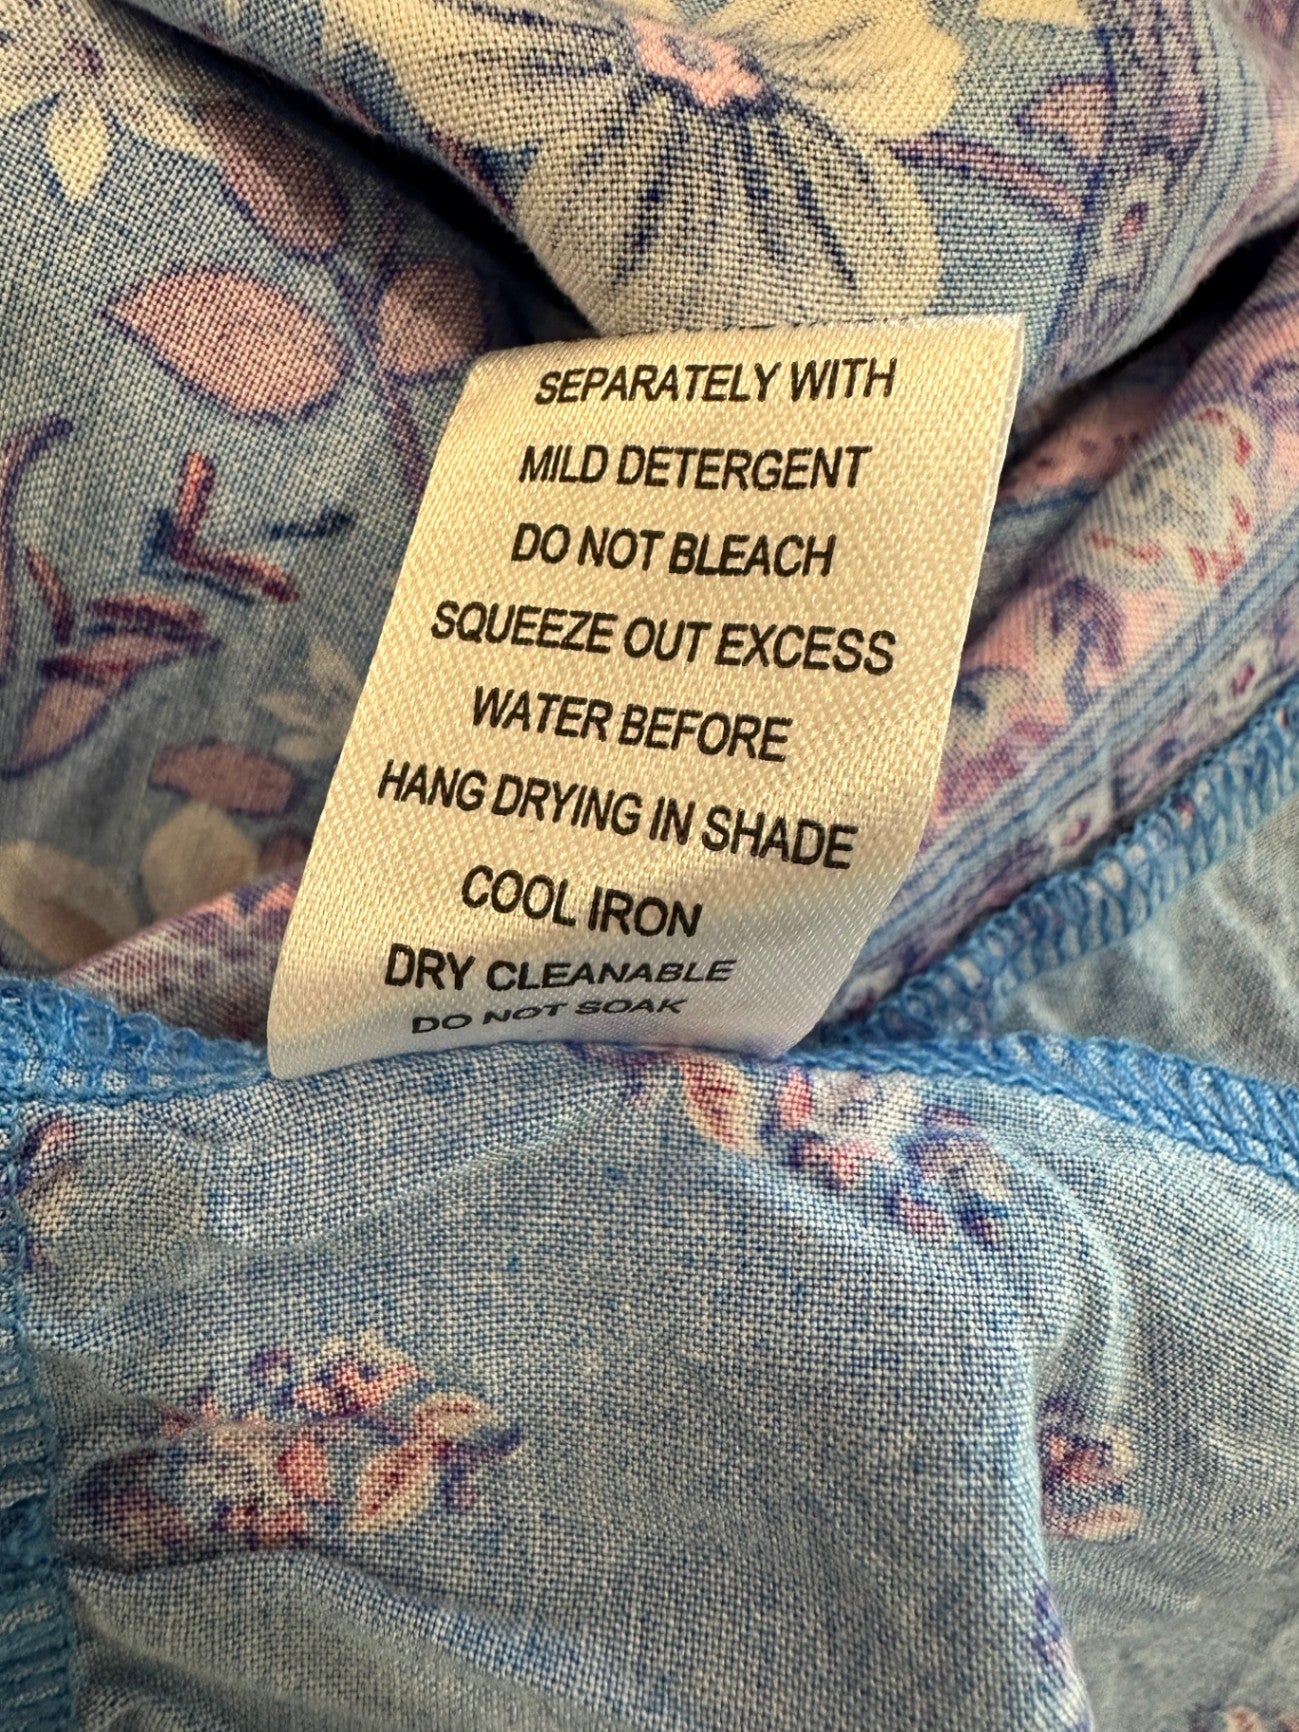 SEPARATELY WITH
MILD DETERGENT
DO NOT BLEACH
SQUEEZE OUT EXCESS
WATER BEFORE
HANG DRYING IN SHADE
COOL IRON
DRY CLEANABLE
DO NOT SOAK